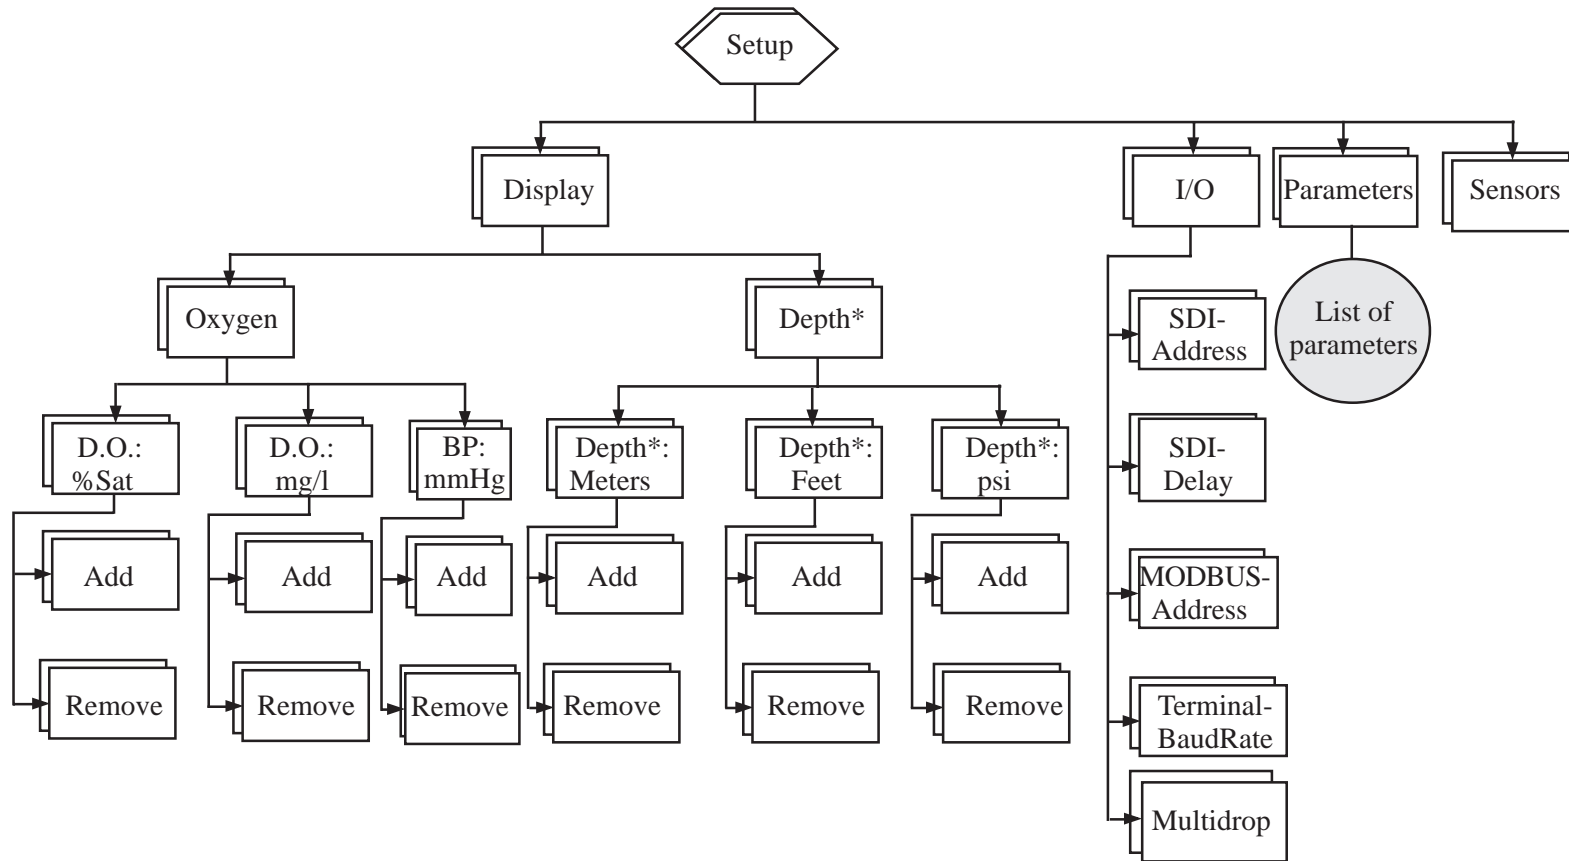 Setup
Display
I/O
Parameters
Sensors
Oxygen
Depth*
SDI-
Address
List of
parameters
D.O.:
%Sat
D.O.:
mg/l
BP:
mmHg
Depth*:
Meters
Depth*:
Feet
Depth*:
psi
SDI-
Delay
Add
Add
Add
Add
Add
Add
MODBUS-
Address
Remove
Remove
Remove
Remove
Remove
Remove
Terminal-
BaudRate
Multidrop